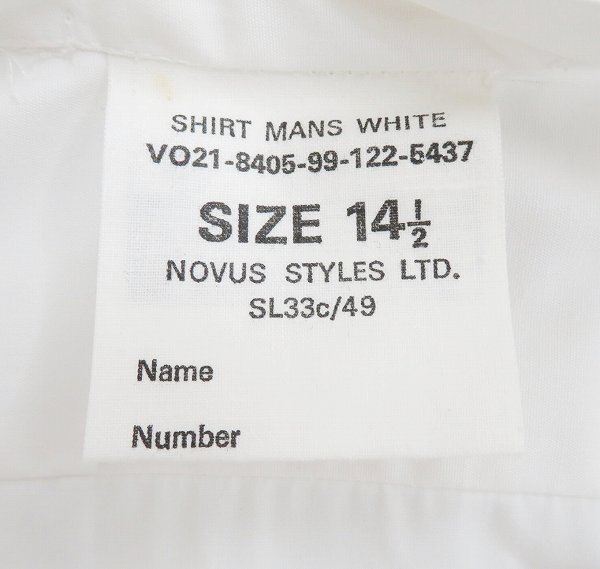 SHIRT MANS WHITE
VO21-8405-99-122-5437
SIZE 14½
NOVUS STYLES LTD.
SL33c/49
Name
Number